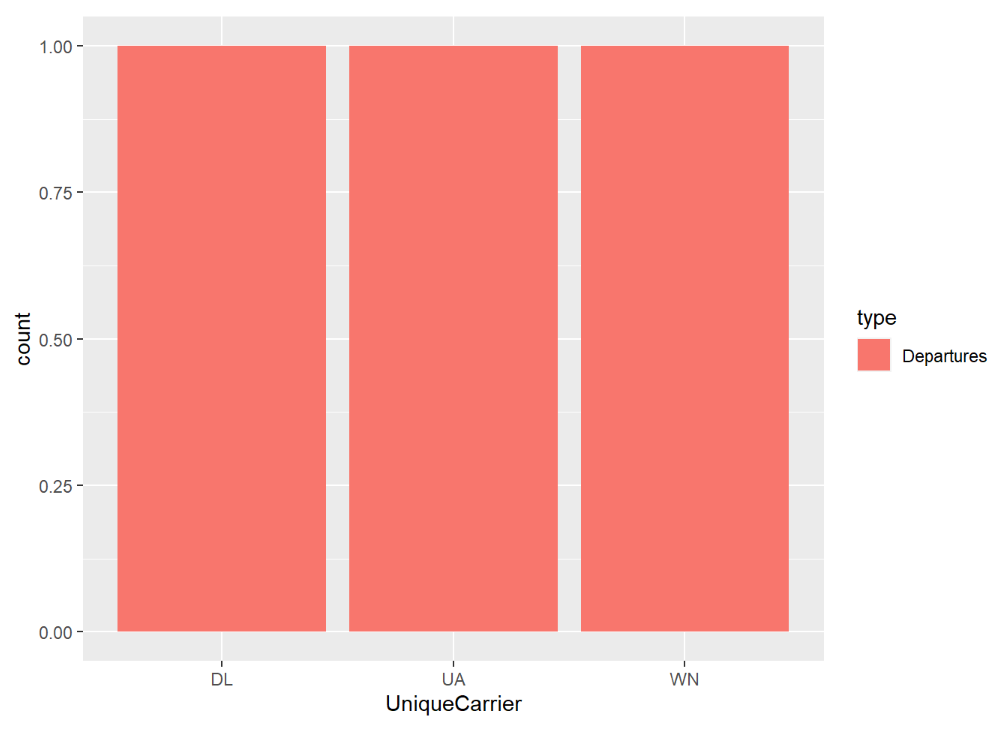 1.00
0.75
0.50
0.25
0.00
count
DL UA WN
UniqueCarrier
type
Departures